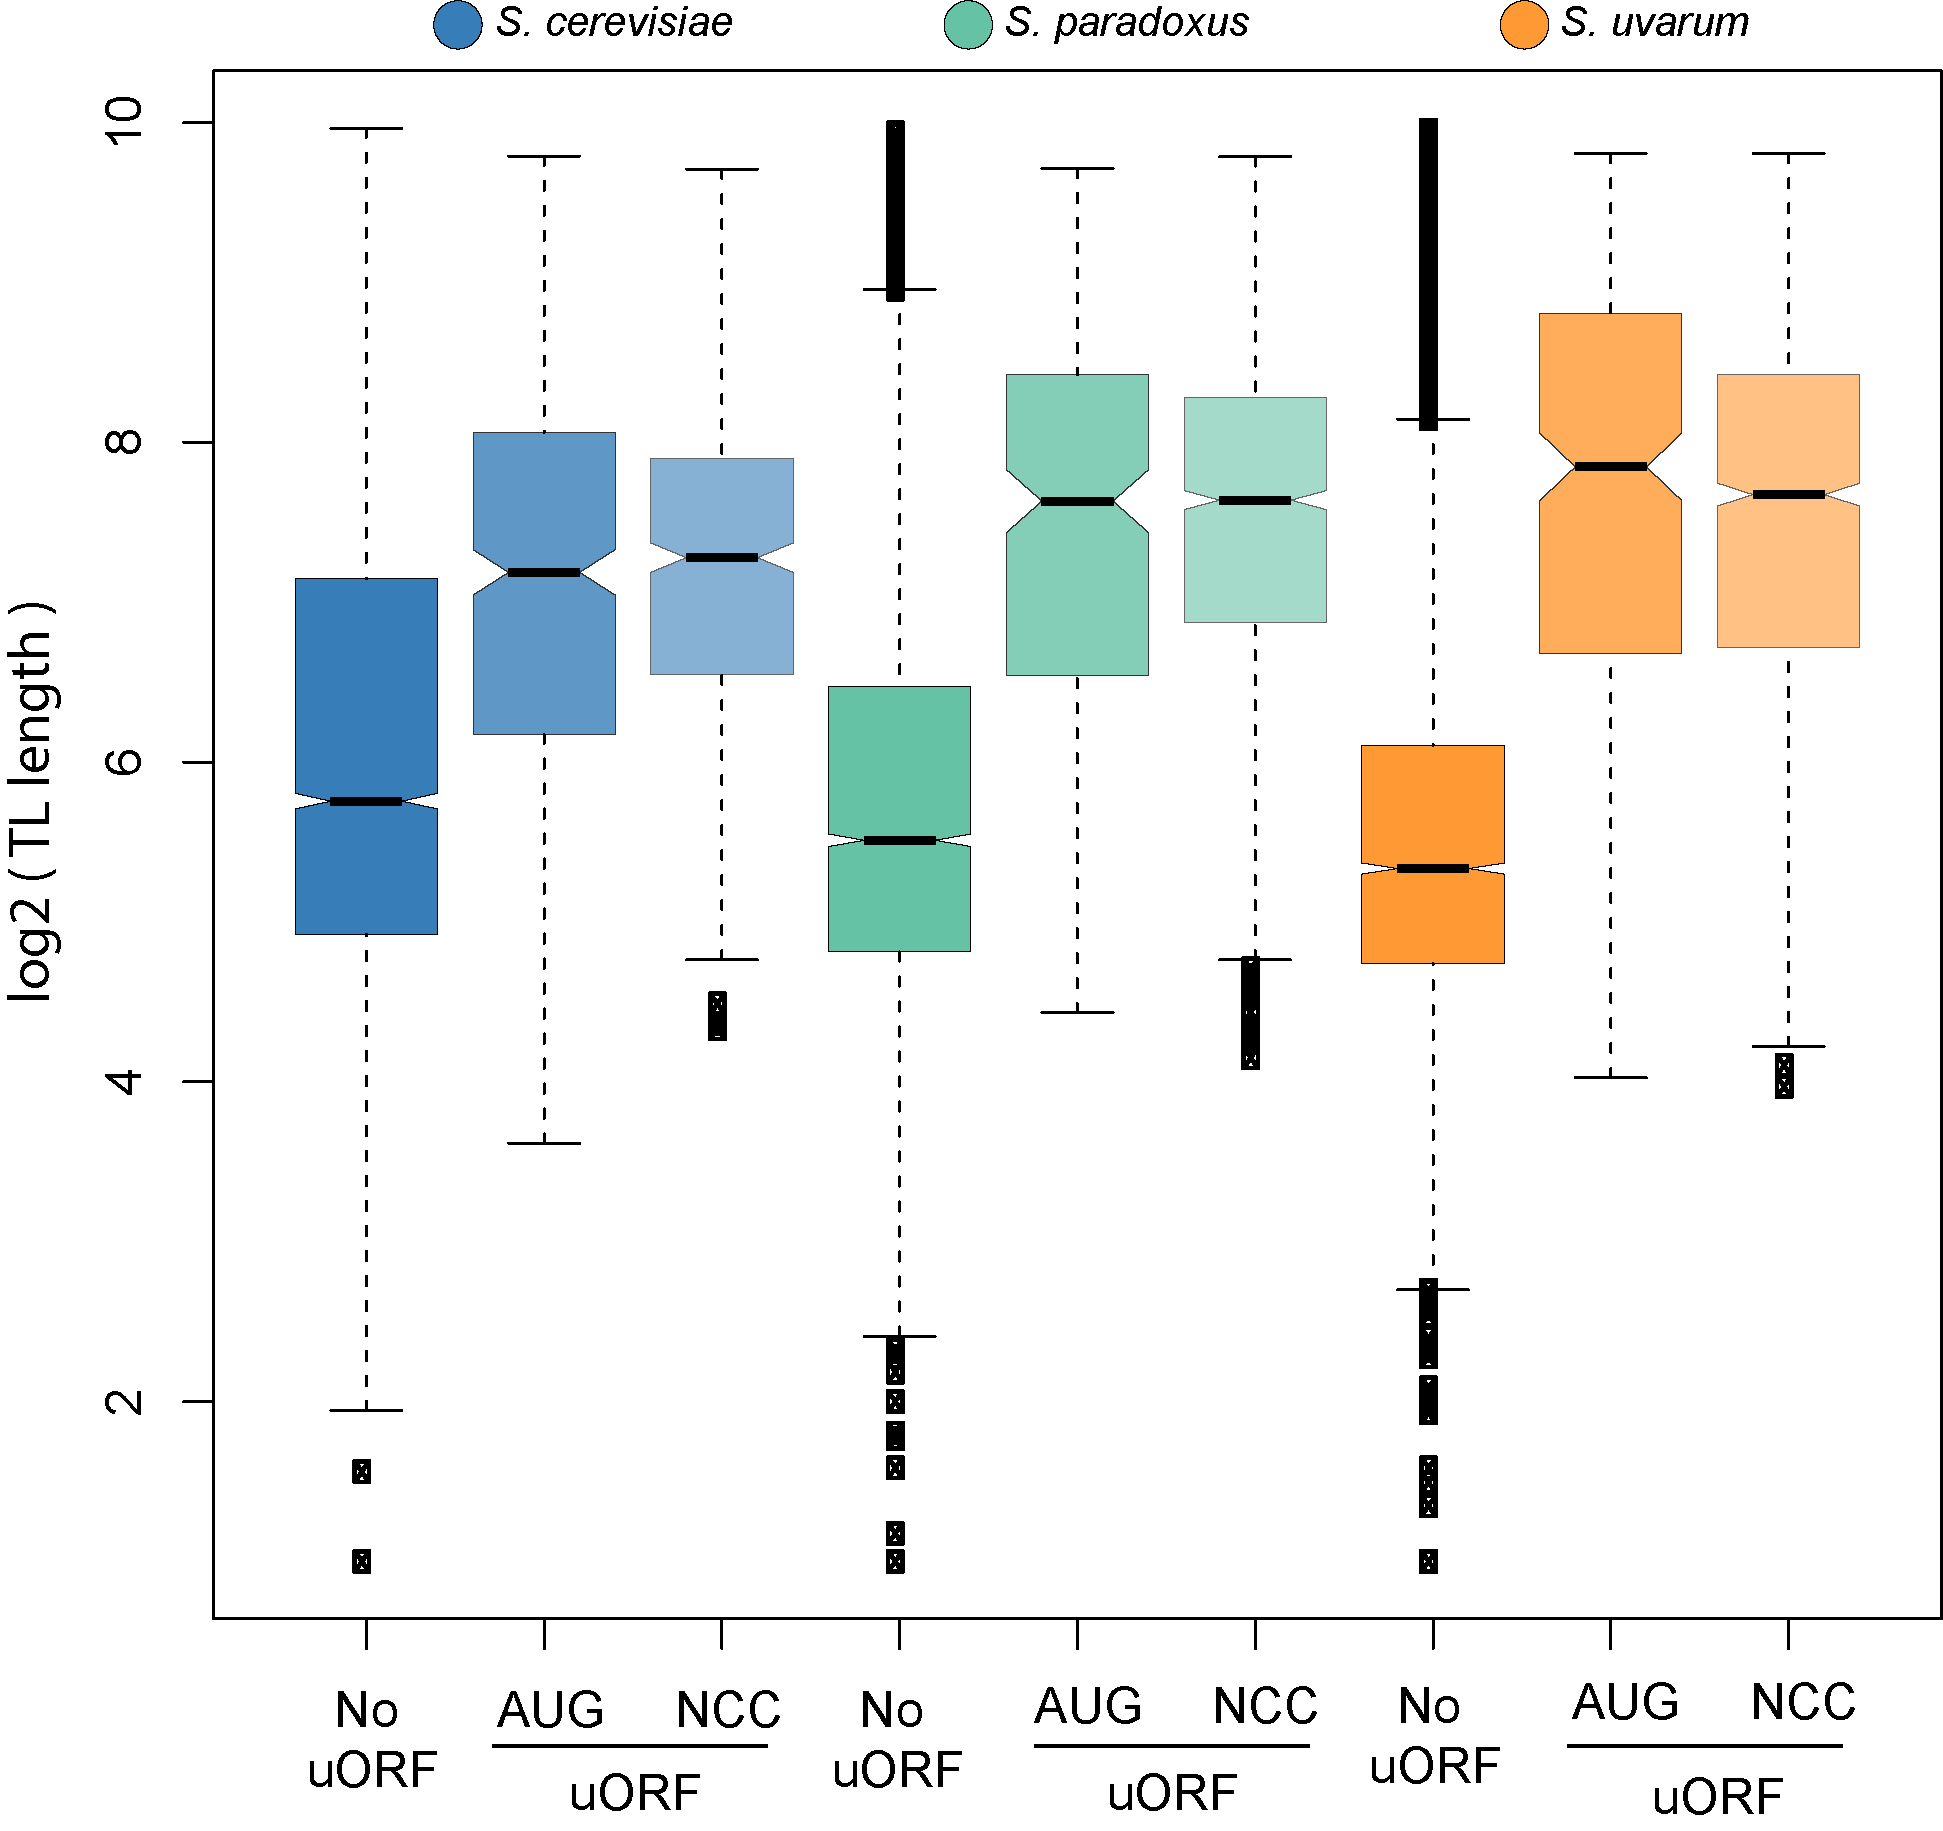 S. cerevisiae S. paradoxus S. uvarum
log2 ( TL length )
10
8
6
4
2
No AUG NCC No AUG NCC No AUG NCC
uORF uORF uORF
uORF uORF uORF